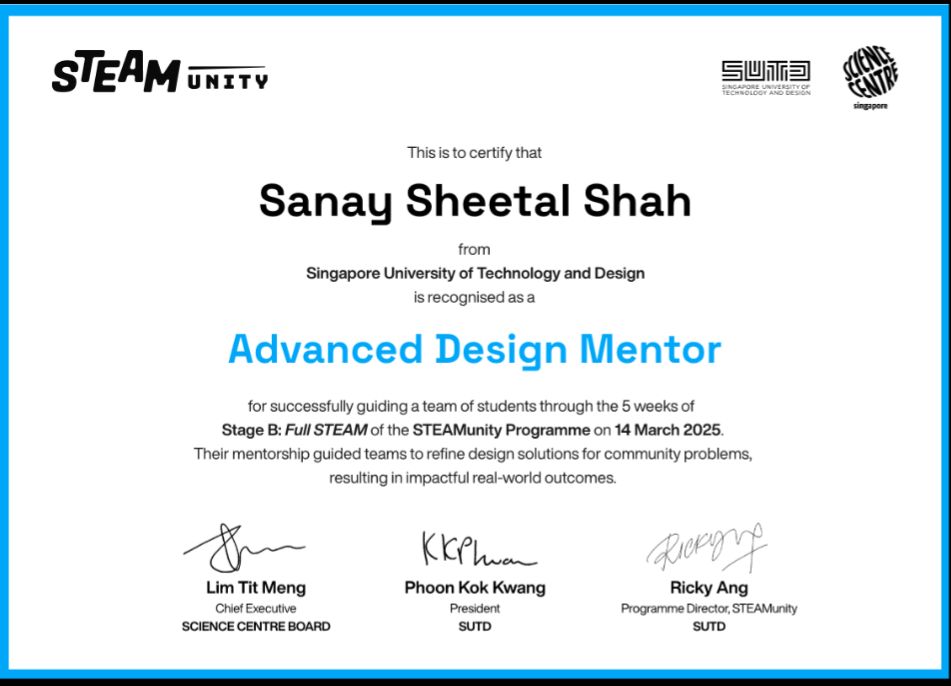 STEAM UNITY
SUTD
SINGAPORE UNIVERSITY OF
TECHNOLOGY AND DESIGN
SCIENCE
CENTRE
singapore
This is to certify that
Sanay Sheetal Shah
from
Singapore University of Technology and Design
is recognised as a
Advanced Design Mentor
for successfully guiding a team of students through the 5 weeks of
Stage B: Full STEAM of the STEAMunity Programme on 14 March 2025.
Their mentorship guided teams to refine design solutions for community problems,
resulting in impactful real-world outcomes.
KKPhoon
RickyAng
Lim Tit Meng
Phoon Kok Kwang
Ricky Ang
Chief Executive
President
Programme Director, STEAMunity
SCIENCE CENTRE BOARD
SUTD
SUTD